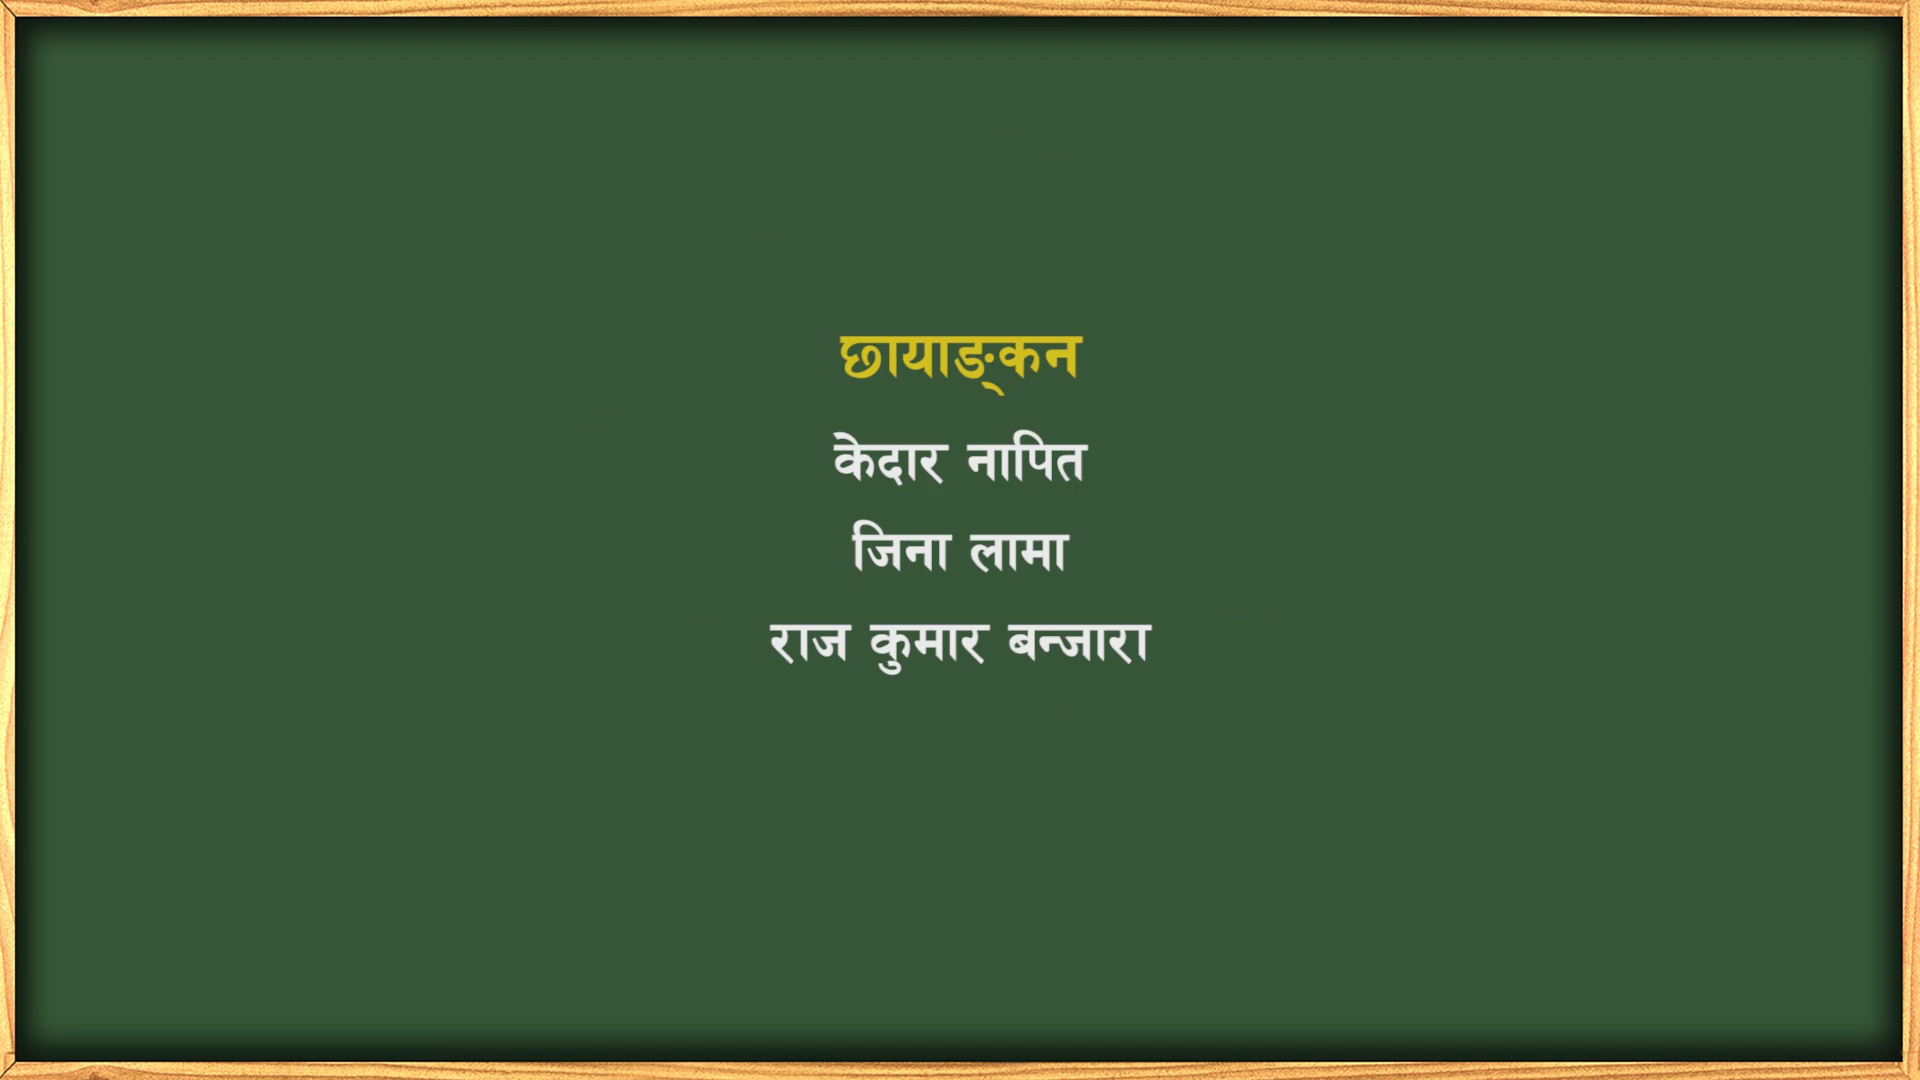 छायाङ्कन
केदार नापित
जिना लामा
राज कुमार बन्जारा